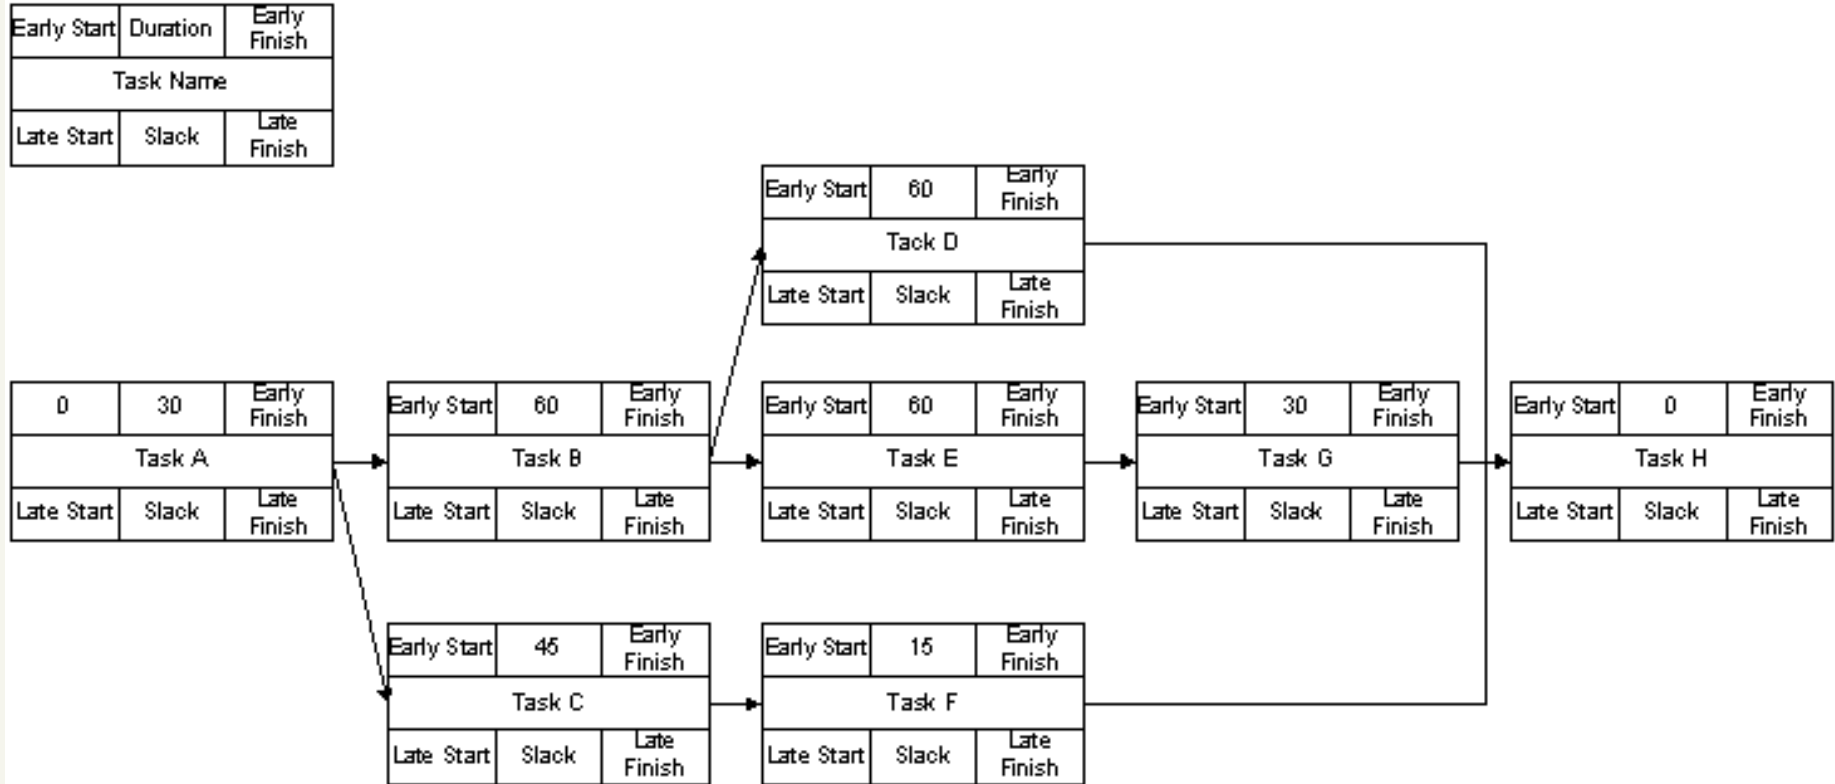 Early Start Duration Early Finish
Task Name
Late Start Slack Late Finish
Early Start 60 Early Finish
Tack D
Late Start Slack Late Finish
0 30 Early Finish
Task A
Late Start Slack Late Finish
Early Start 60 Early Finish
Task B
Late Start Slack Late Finish
Early Start 60 Early Finish
Task E
Late Start Slack Late Finish
Early Start 30 Early Finish
Task G
Late Start Slack Late Finish
Early Start 0 Early Finish
Task H
Late Start Slack Late Finish
Early Start 45 Early Finish
Task C
Late Start Slack Late Finish
Early Start 15 Early Finish
Task F
Late Start Slack Late Finish